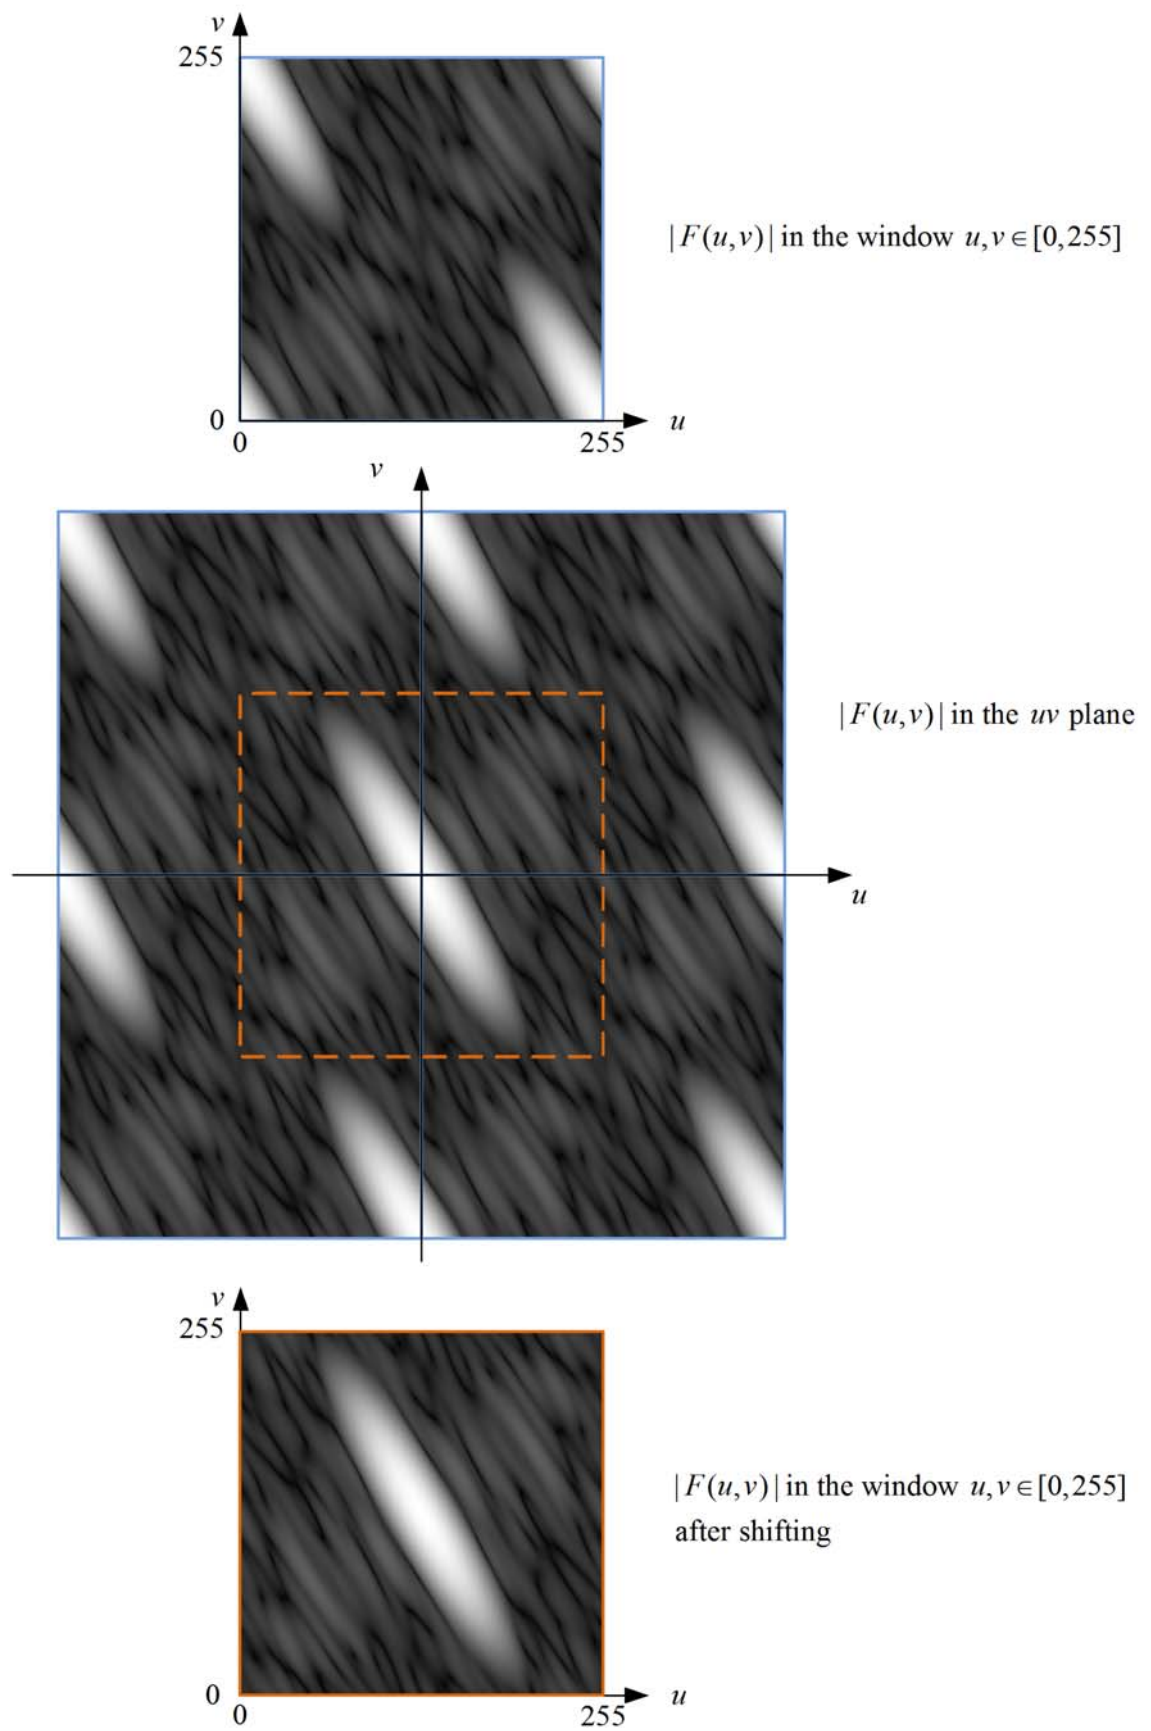 v
255
|F(u,v)| in the window u,v∈[0,255]
0
0
255
u
v
|F(u,v)| in the uv plane
u
v
255
|F(u,v)| in the window u,v∈[0,255]
after shifting
0
0
255
u